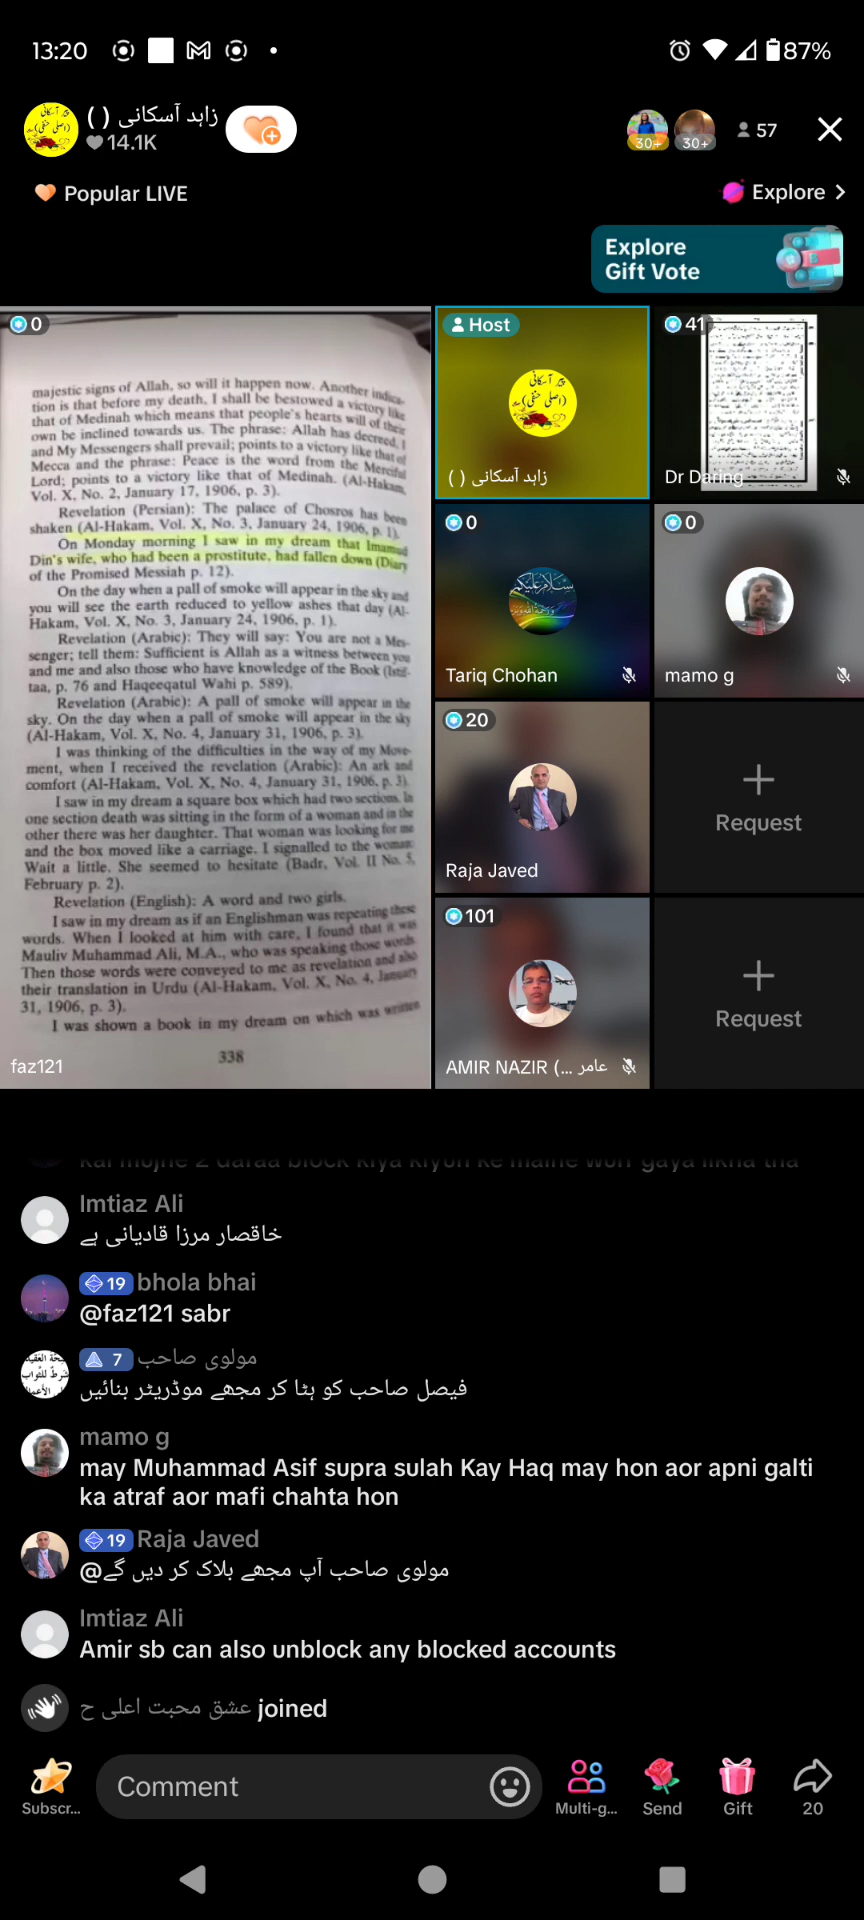 13:20
87%
زاہد آسکانی ( )
14.1K
30+
30+
57
Popular LIVE
Explore
Explore
Gift Vote
0
majestic signs of Allah, so will it happen now. Another indica-
tion is that before my death, I shall be bestowed a victory like
that of Medinah which means that people's hearts will of their
own be inclined towards us. The phrase: Allah has decreed, I
and My Messengers shall prevail; points to a victory like that of
Mecca and the phrase: Peace is the word from the Merciful
Lord; points to a victory like that of Medinah. (Al-Hakam,
Vol. X, No. 2, January 17, 1906, p. 3).
Revelation (Persian): The palace of Chosros has been
shaken (Al-Hakam, Vol. X, No. 3, January 24, 1906, p. 1).
On Monday morning I saw in my dream that Imamud
Din's wife, who had been a prostitute, had fallen down (Diary
of the Promised Messiah p. 12).
On the day when a pall of smoke will appear in the sky and
you will see the earth reduced to yellow ashes that day (Al-
Hakam, Vol. X, No. 3, January 24, 1906, p. 1).
Revelation (Arabic): They will say: You are not a Mes-
senger; tell them: Sufficient is Allah as a witness between you
and me and also those who have knowledge of the Book (Istif-
taa, p. 76 and Haqeeqatul Wahi p. 589).
Revelation (Arabic): A pall of smoke will appear in the
sky. On the day when a pall of smoke will appear in the sky
(Al-Hakam, Vol. X, No. 4, January 31, 1906, p. 3).
I was thinking of the difficulties in the way of my Move-
ment, when I received the revelation (Arabic): An ark and
comfort (Al-Hakam, Vol. X, No. 4, January 31, 1906, p. 3).
I saw in my dream a square box which had two sections. In
one section death was sitting in the form of a woman and in the
other there was her daughter. That woman was looking for me
and the box moved like a carriage. I signalled to the woman:
Wait a little. She seemed to hesitate (Badr, Vol. II No. 5,
February p. 2).
Revelation (English): A word and two girls.
I saw in my dream as if an Englishman was repeating these
words. When I looked at him with care, I found that it was
Mauliv Muhammad Ali, M.A., who was speaking those words.
Then those words were conveyed to me as revelation and also
their translation in Urdu (Al-Hakam, Vol. X, No. 4, January
31, 1906, p. 3).
I was shown a book in my dream on which was written
338
faz121
Host
پیر آسکانی
(اصلی حنفی)
زاہد آسکانی ( )
41
Dr Daring
0
Tariq Chohan
0
mamo g
20
Raja Javed
Request
101
AMIR NAZIR (... عامر
Request
Imtiaz Ali
خاقصار مرزا قادیانی ہے
19 bhola bhai
@faz121 sabr
7 مولوی صاحب
فیصل صاحب کو ہٹا کر مجھے موڈریٹر بنائیں
mamo g
may Muhammad Asif supra sulah Kay Haq may hon aor apni galti
ka atraf aor mafi chahta hon
19 Raja Javed
@مولوی صاحب آپ مجھے بلاک کر دیں گے
Imtiaz Ali
Amir sb can also unblock any blocked accounts
عشق محبت اعلی ح joined
Subscr...
Comment
Multi-g...
Send
Gift
20